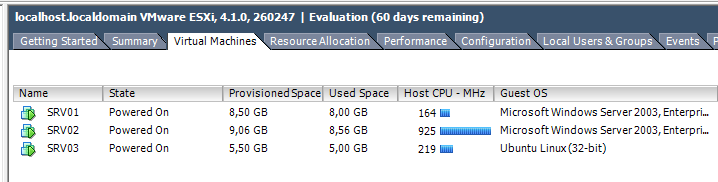 localhost.localdomain VMware ESXi, 4.1.0, 260247 | Evaluation (60 days remaining)
Getting Started Summary Virtual Machines Resource Allocation Performance Configuration Local Users & Groups Events P
Name State Provisioned Space Used Space Host CPU - MHz Guest OS
SRV01 Powered On 8,50 GB 8,00 GB 164 Microsoft Windows Server 2003, Enterpri...
SRV02 Powered On 9,06 GB 8,56 GB 925 Microsoft Windows Server 2003, Enterpri...
SRV03 Powered On 5,50 GB 5,00 GB 219 Ubuntu Linux (32-bit)